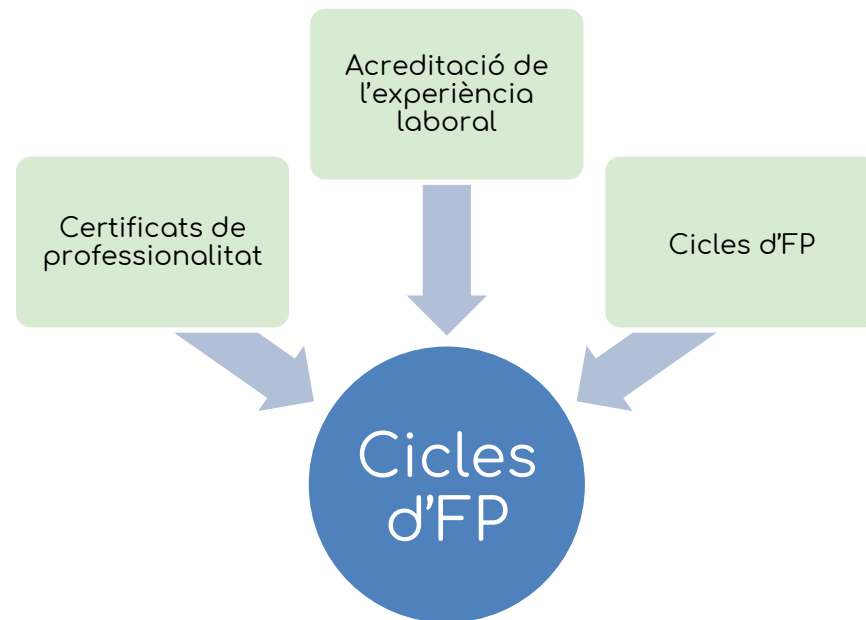 Acreditació de
l'experiència
laboral
Certificats de
professionalitat
Cicles d'FP
Cicles
d'FP